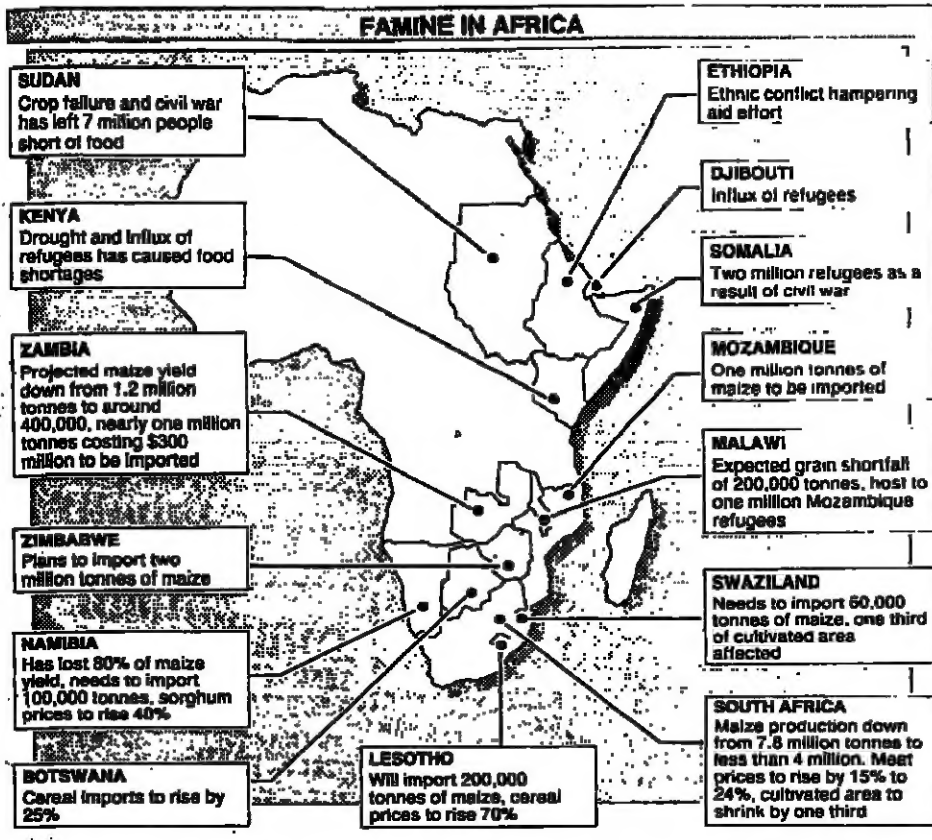 FAMINE IN AFRICA
SUDAN
Crop failure and civil war
has left 7 million people
short of food
KENYA
Drought and influx of
refugees has caused food
shortages
ZAMBIA
Projected maize yield
down from 1.2 million
tonnes to around
400,000, nearly one million
tonnes costing $300
million to be imported
ZIMBABWE
Plans to import two
million tonnes of maize
NAMIBIA
Has lost 80% of maize
yield, needs to import
100,000 tonnes, sorghum
prices to rise 40%
BOTSWANA
Cereal imports to rise by
25%
LESOTHO
Will import 200,000
tonnes of maize, cereal
prices to rise 70%
ETHIOPIA
Ethnic conflict hampering
aid effort
DJIBOUTI
Influx of refugees
SOMALIA
Two million refugees as a
result of civil war
MOZAMBIQUE
One million tonnes of
maize to be imported
MALAWI
Expected grain shortfall
of 200,000 tonnes, host to
one million Mozambique
refugees
SWAZILAND
Needs to import 60,000
tonnes of maize, one third
of cultivated area
affected
SOUTH AFRICA
Maize production down
from 7.8 million tonnes to
less than 4 million. Meat
prices to rise by 15% to
24%, cultivated area to
shrink by one third